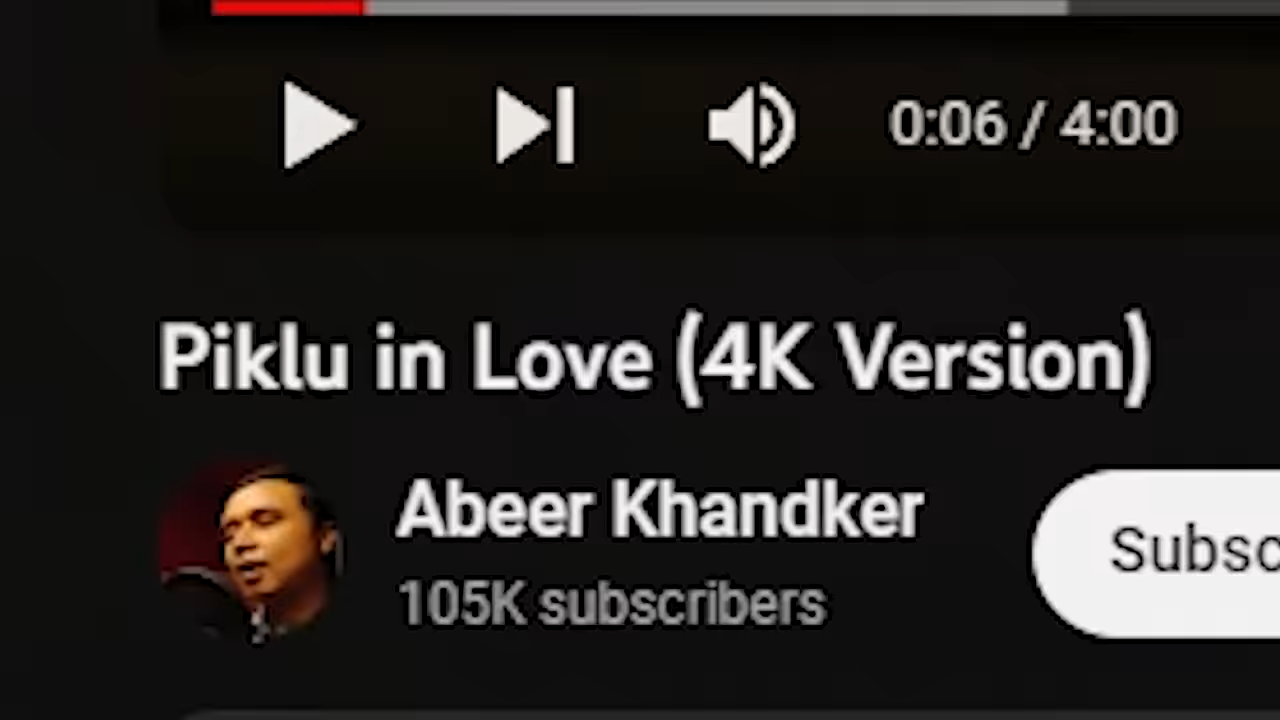 0:06 / 4:00
Piklu in Love (4K Version)
Abeer Khandker
105K subscribers
Subsc